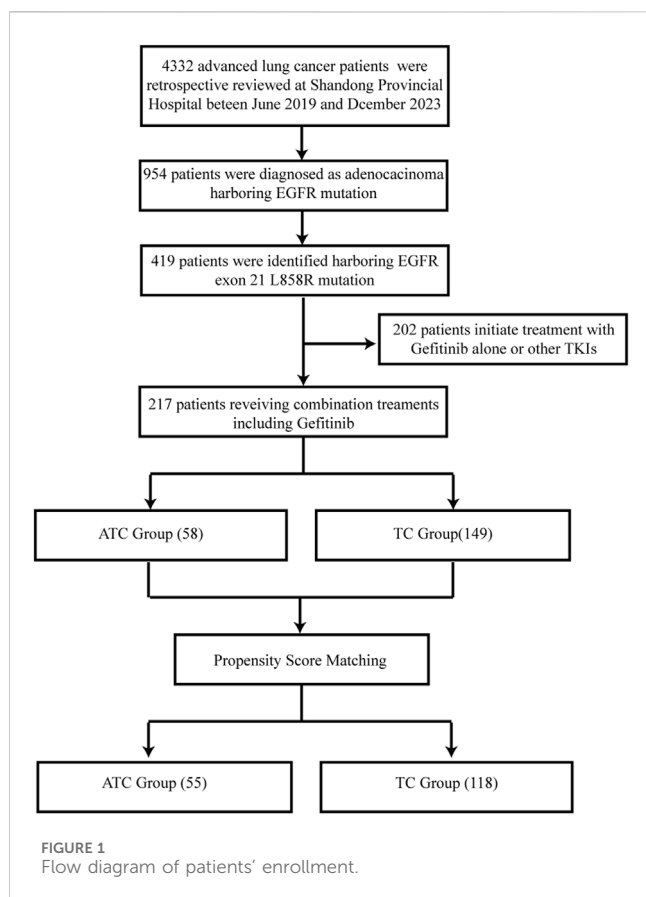 4332 advanced lung cancer patients were
retrospective reviewed at Shandong Provincial
Hospital beteen June 2019 and Dcember 2023
954 patients were diagnosed as adenocacinoma
harboring EGFR mutation
419 patients were identified harboring EGFR
exon 21 L858R mutation
202 patients initiate treatment with
Gefitinib alone or other TKIs
217 patients reveiving combination treaments
including Gefitinib
ATC Group (58)
TC Group(149)
Propensity Score Matching
ATC Group (55)
TC Group (118)
FIGURE 1
Flow diagram of patients’ enrollment.